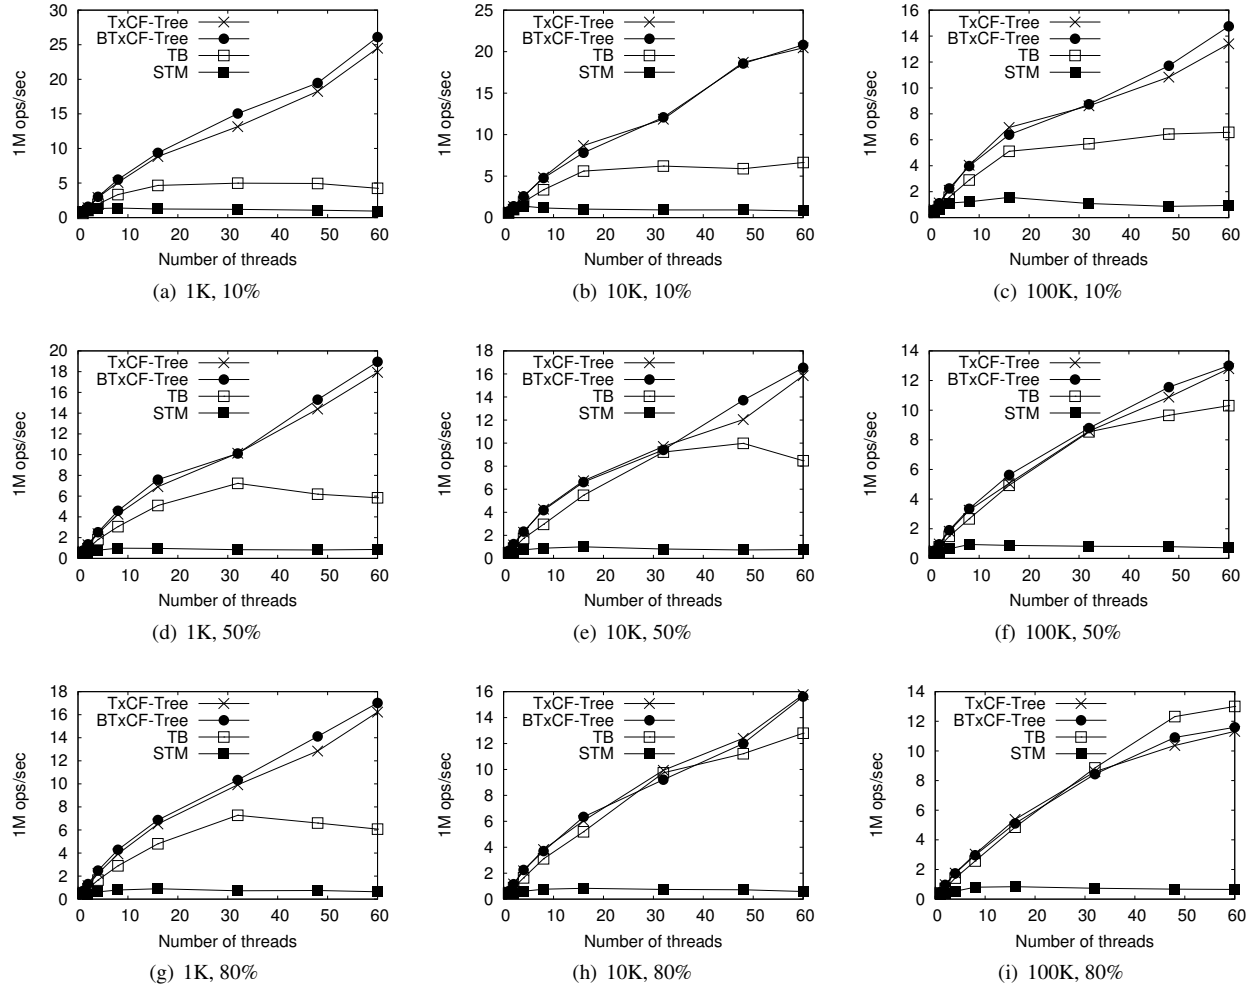 30
25
20
15
10
5
0
1M ops/sec
TxCF-Tree
BTxCF-Tree
TB
STM
0 10 20 30 40 50 60
Number of threads
(a) 1K, 10%
25
20
15
10
5
0
1M ops/sec
TxCF-Tree
BTxCF-Tree
TB
STM
0 10 20 30 40 50 60
Number of threads
(b) 10K, 10%
16
14
12
10
8
6
4
2
0
1M ops/sec
TxCF-Tree
BTxCF-Tree
TB
STM
0 10 20 30 40 50 60
Number of threads
(c) 100K, 10%
20
18
16
14
12
10
8
6
4
2
0
1M ops/sec
TxCF-Tree
BTxCF-Tree
TB
STM
0 10 20 30 40 50 60
Number of threads
(d) 1K, 50%
18
16
14
12
10
8
6
4
2
0
1M ops/sec
TxCF-Tree
BTxCF-Tree
TB
STM
0 10 20 30 40 50 60
Number of threads
(e) 10K, 50%
14
12
10
8
6
4
2
0
1M ops/sec
TxCF-Tree
BTxCF-Tree
TB
STM
0 10 20 30 40 50 60
Number of threads
(f) 100K, 50%
18
16
14
12
10
8
6
4
2
0
1M ops/sec
TxCF-Tree
BTxCF-Tree
TB
STM
0 10 20 30 40 50 60
Number of threads
(g) 1K, 80%
16
14
12
10
8
6
4
2
0
1M ops/sec
TxCF-Tree
BTxCF-Tree
TB
STM
0 10 20 30 40 50 60
Number of threads
(h) 10K, 80%
14
12
10
8
6
4
2
0
1M ops/sec
TxCF-Tree
BTxCF-Tree
TB
STM
0 10 20 30 40 50 60
Number of threads
(i) 100K, 80%